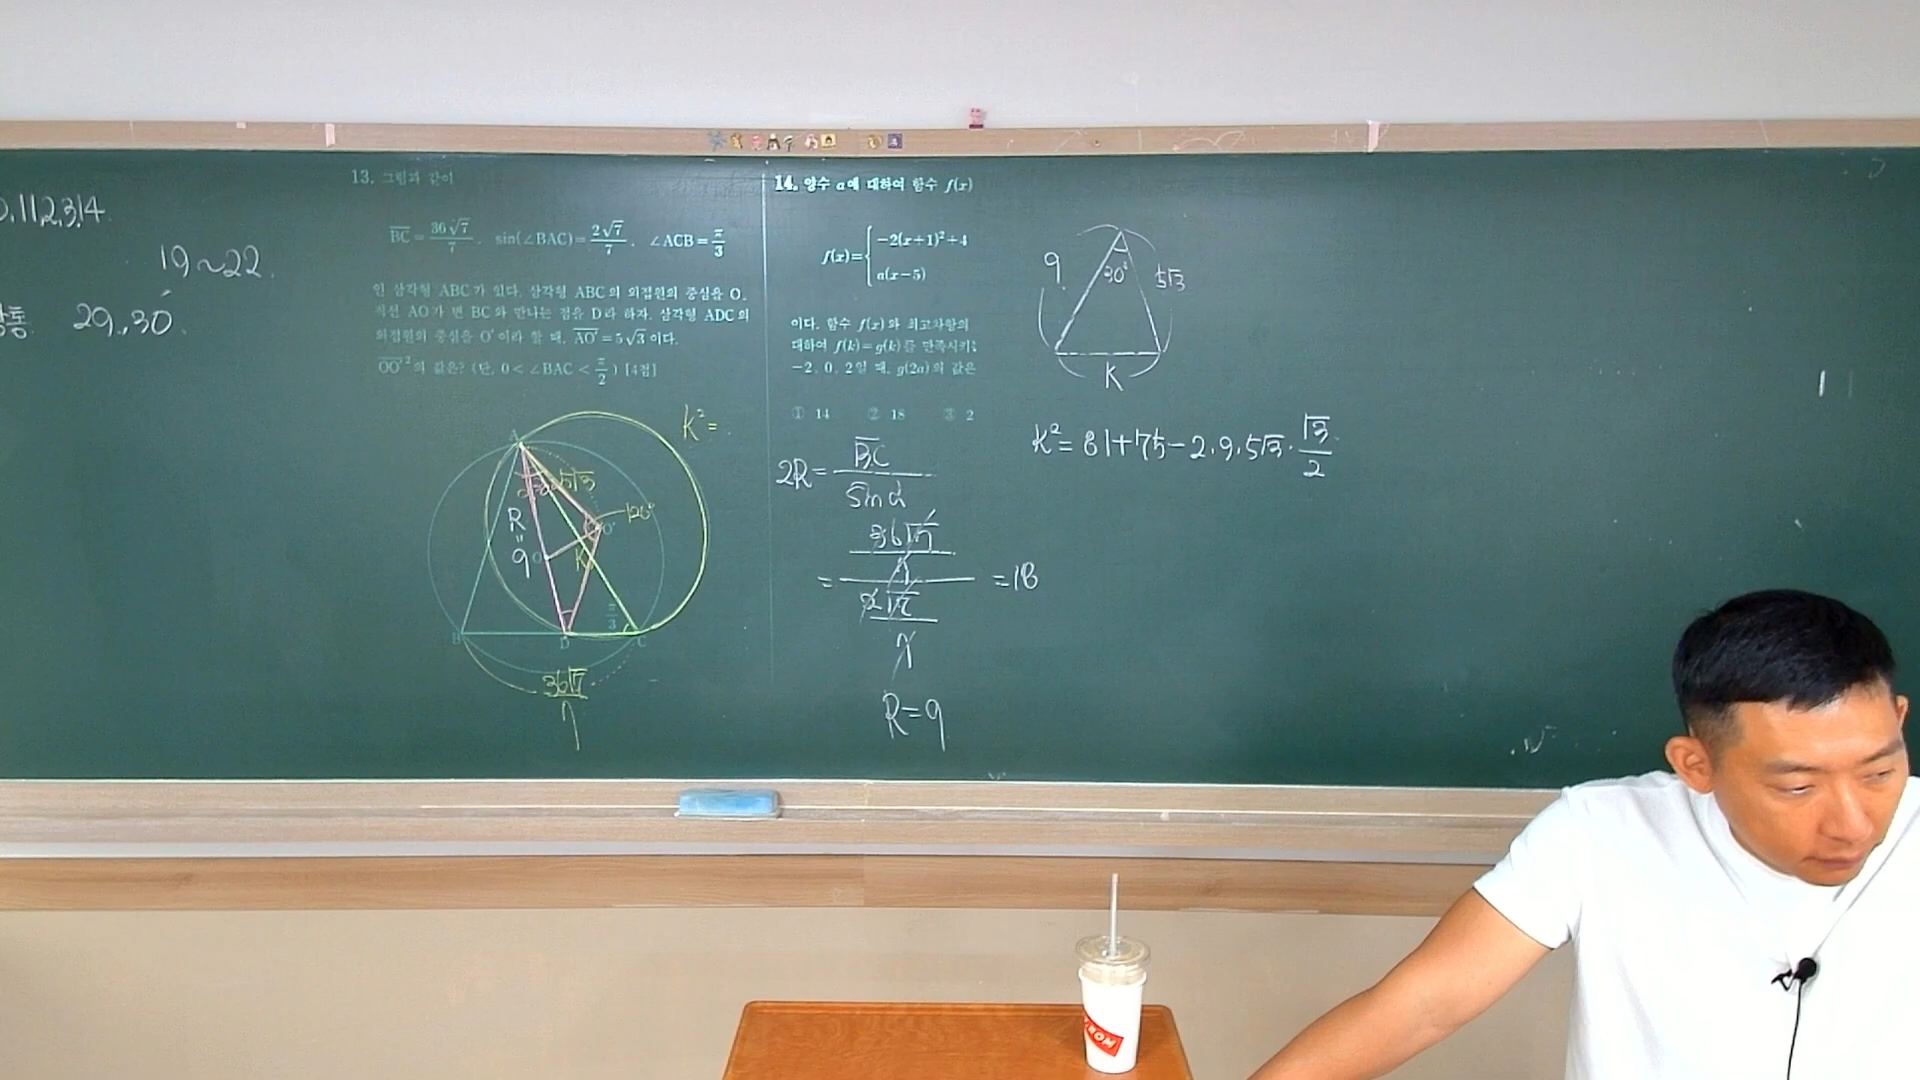 0.11,2,3,14
19~22.
통 29.,30.
13. 그림과 같이
BC = 36√7/7, sin(∠BAC) = 2√7/7, ∠ACB = π/3
인 삼각형 ABC가 있다. 삼각형 ABC의 외접원의 중심을 O,
직선 AO가 변 BC와 만나는 점을 D라 하자. 삼각형 ADC의
외접원의 중심을 O′이라 할 때, AO′ = 5√3 이다.
OO′²의 값은? (단, 0 < ∠BAC < π/2) [4점]
K² =
A
5√3
120°
R
"
9
O
K
O′
π/3
B
D
C
36√7/7
14. 양수 a에 대하여 함수 f(x)
f(x) = { -2(x+1)²+4
a(x-5)
이다. 함수 f(x)와 최고차항의
대하여 f(k)=g(k)를 만족시키는
-2, 0, 2일 때, g(2a)의 값은
① 14 ② 18 ③ 2
2R = BC/sin α
= (36√7/7)/(2√7/7) = 18
R = 9
9
30°
5√3
K
K² = 81+75-2·9·5√3·√3/2